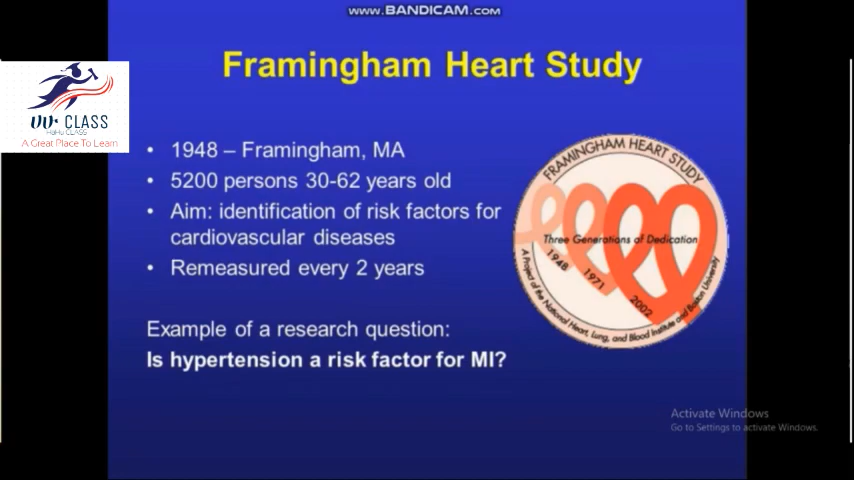 www.BANDICAM.com
Framingham Heart Study
CLASS
HaHu CLASS
A Great Place To Learn
• 1948 – Framingham, MA
• 5200 persons 30-62 years old
• Aim: identification of risk factors for
cardiovascular diseases
• Remeasured every 2 years
FRAMINGHAM HEART STUDY
Three Generations of Dedication
1948
1971
2002
A Project of the National Heart, Lung, and Blood Institute and Boston University
Example of a research question:
Is hypertension a risk factor for MI?
Activate Windows
Go to Settings to activate Windows.